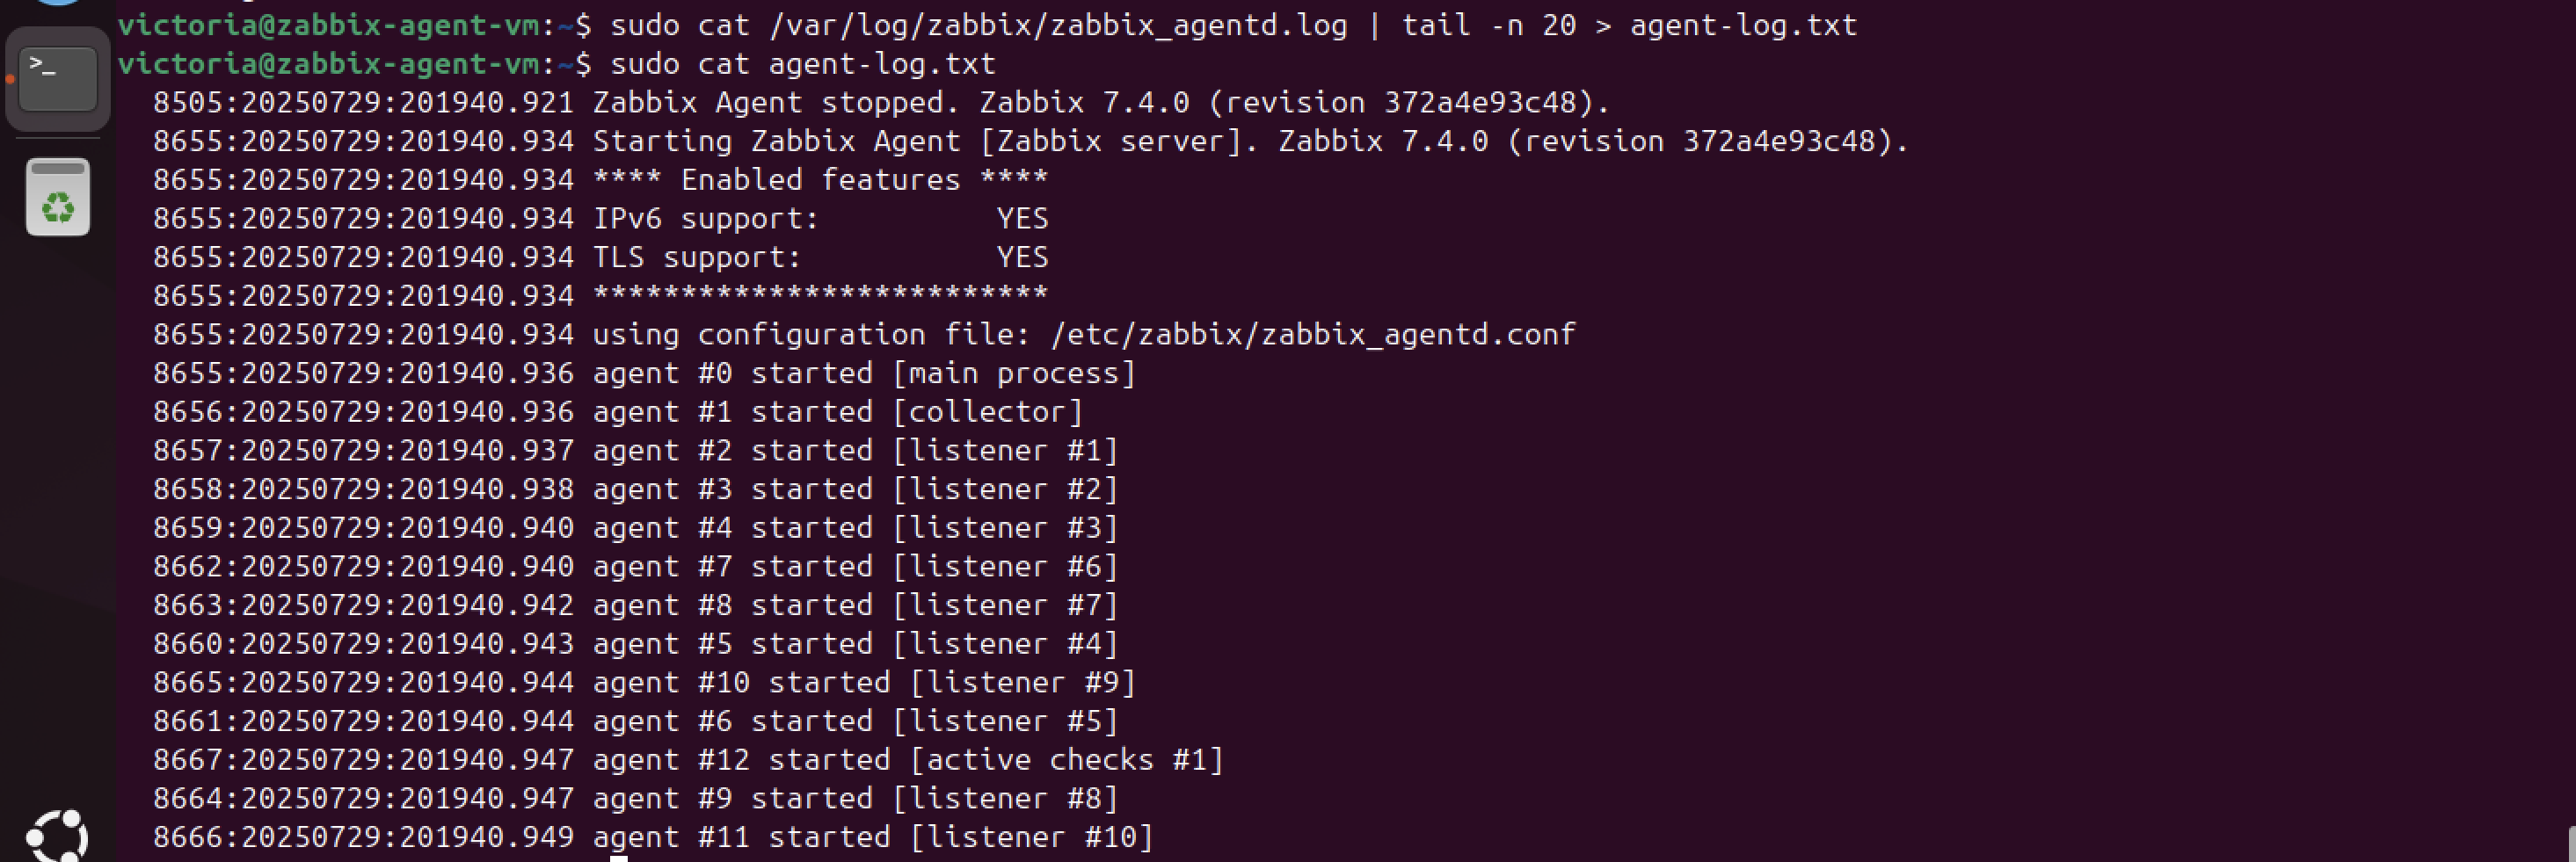 victoria@zabbix-agent-vm:~$ sudo cat /var/log/zabbix/zabbix_agentd.log | tail -n 20 > agent-log.txt
victoria@zabbix-agent-vm:~$ sudo cat agent-log.txt
  8505:20250729:201940.921 Zabbix Agent stopped. Zabbix 7.4.0 (revision 372a4e93c48).
  8655:20250729:201940.934 Starting Zabbix Agent [Zabbix server]. Zabbix 7.4.0 (revision 372a4e93c48).
  8655:20250729:201940.934 **** Enabled features ****
  8655:20250729:201940.934 IPv6 support:          YES
  8655:20250729:201940.934 TLS support:           YES
  8655:20250729:201940.934 **************************
  8655:20250729:201940.934 using configuration file: /etc/zabbix/zabbix_agentd.conf
  8655:20250729:201940.936 agent #0 started [main process]
  8656:20250729:201940.936 agent #1 started [collector]
  8657:20250729:201940.937 agent #2 started [listener #1]
  8658:20250729:201940.938 agent #3 started [listener #2]
  8659:20250729:201940.940 agent #4 started [listener #3]
  8662:20250729:201940.940 agent #7 started [listener #6]
  8663:20250729:201940.942 agent #8 started [listener #7]
  8660:20250729:201940.943 agent #5 started [listener #4]
  8665:20250729:201940.944 agent #10 started [listener #9]
  8661:20250729:201940.944 agent #6 started [listener #5]
  8667:20250729:201940.947 agent #12 started [active checks #1]
  8664:20250729:201940.947 agent #9 started [listener #8]
  8666:20250729:201940.949 agent #11 started [listener #10]